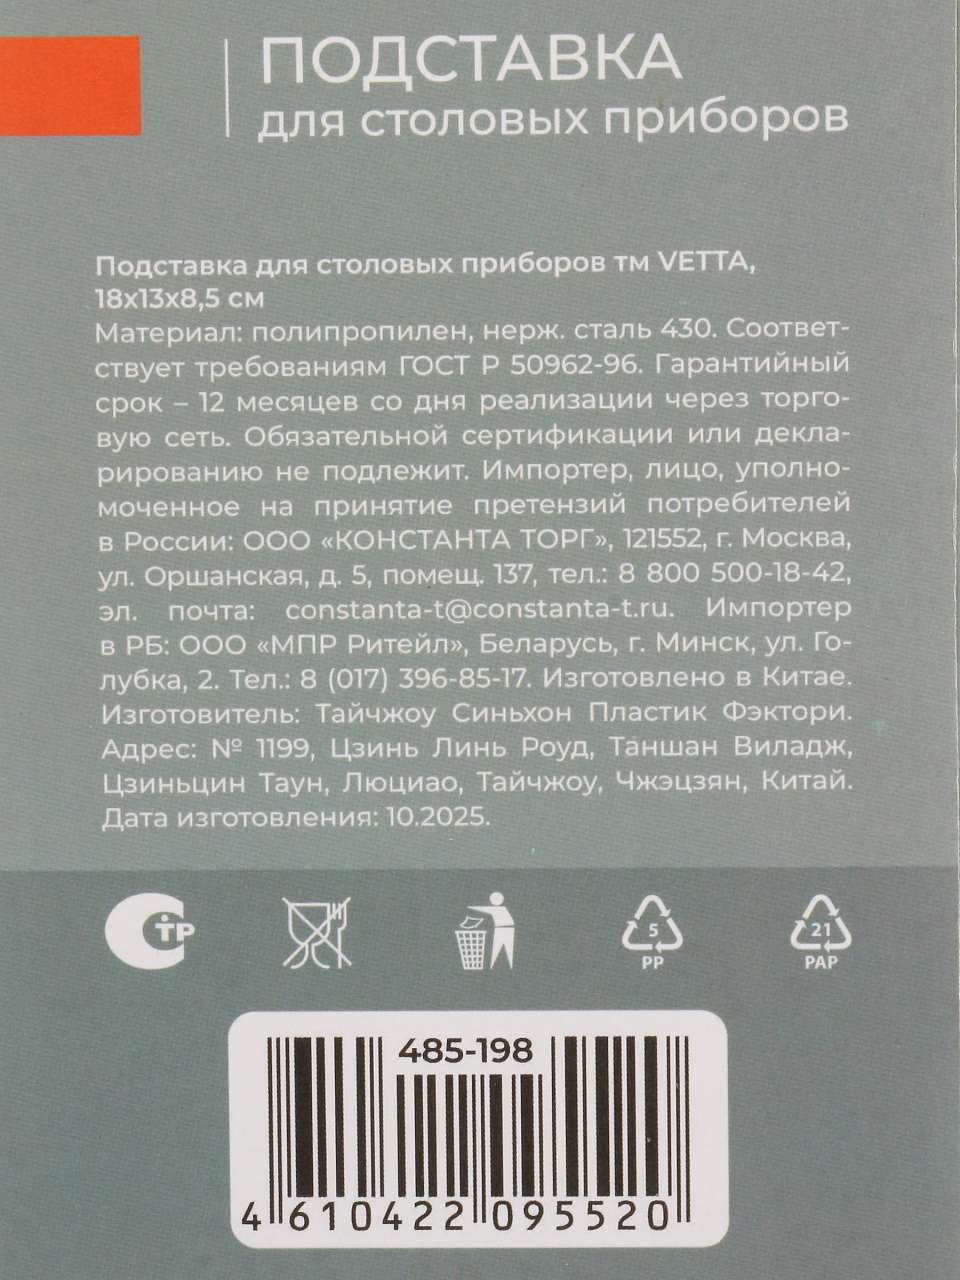 ПОДСТАВКА
для столовых приборов
Подставка для столовых приборов тм VETTA,
18х13х8,5 см
Материал: полипропилен, нерж. сталь 430. Соответ-
ствует требованиям ГОСТ Р 50962-96. Гарантийный
срок – 12 месяцев со дня реализации через торго-
вую сеть. Обязательной сертификации или декла-
рированию не подлежит. Импортер, лицо, уполно-
моченное на принятие претензий потребителей
в России: ООО «КОНСТАНТА ТОРГ», 121552, г. Москва,
ул. Оршанская, д. 5, помещ. 137, тел.: 8 800 500-18-42,
эл. почта: constanta-t@constanta-t.ru. Импортер
в РБ: ООО «МПР Ритейл», Беларусь, г. Минск, ул. Го-
лубка, 2. Тел.: 8 (017) 396-85-17. Изготовлено в Китае.
Изготовитель: Тайчжоу Синьхон Пластик Фэктори.
Адрес: № 1199, Цзинь Линь Роуд, Таншан Виладж,
Цзиньцин Таун, Люциао, Тайчжоу, Чжэцзян, Китай.
Дата изготовления: 10.2025.
СТР 5 21
PP PAP
485-198
4 610422 095520